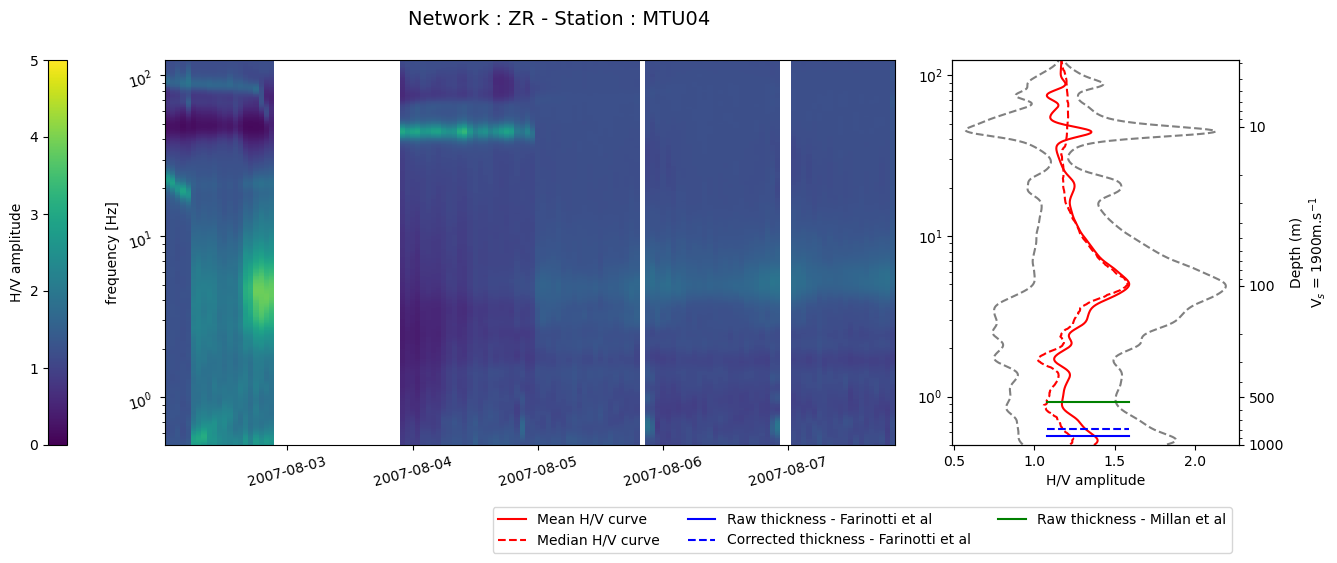 Network : ZR - Station : MTU04
5
4
3
2
1
0
H/V amplitude
10²
10¹
10⁰
frequency [Hz]
2007-08-03
2007-08-04
2007-08-05
2007-08-06
2007-08-07
10²
10¹
10⁰
0.5
1.0
1.5
2.0
H/V amplitude
10
100
500
1000
Depth (m)
Vₛ = 1900m.s⁻¹
Mean H/V curve
Median H/V curve
Raw thickness - Farinotti et al
Corrected thickness - Farinotti et al
Raw thickness - Millan et al